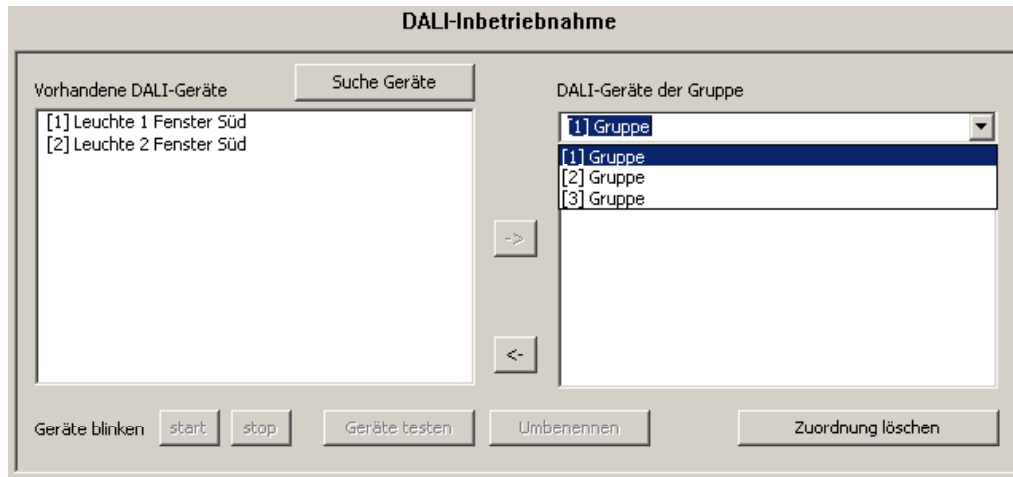 DALI-Inbetriebnahme
Vorhandene DALI-Geräte
Suche Geräte
[1] Leuchte 1 Fenster Süd
[2] Leuchte 2 Fenster Süd
DALI-Geräte der Gruppe
[1] Gruppe
[1] Gruppe
[2] Gruppe
[3] Gruppe
->
<-
Geräte blinken
start
stop
Geräte testen
Umbenennen
Zuordnung löschen